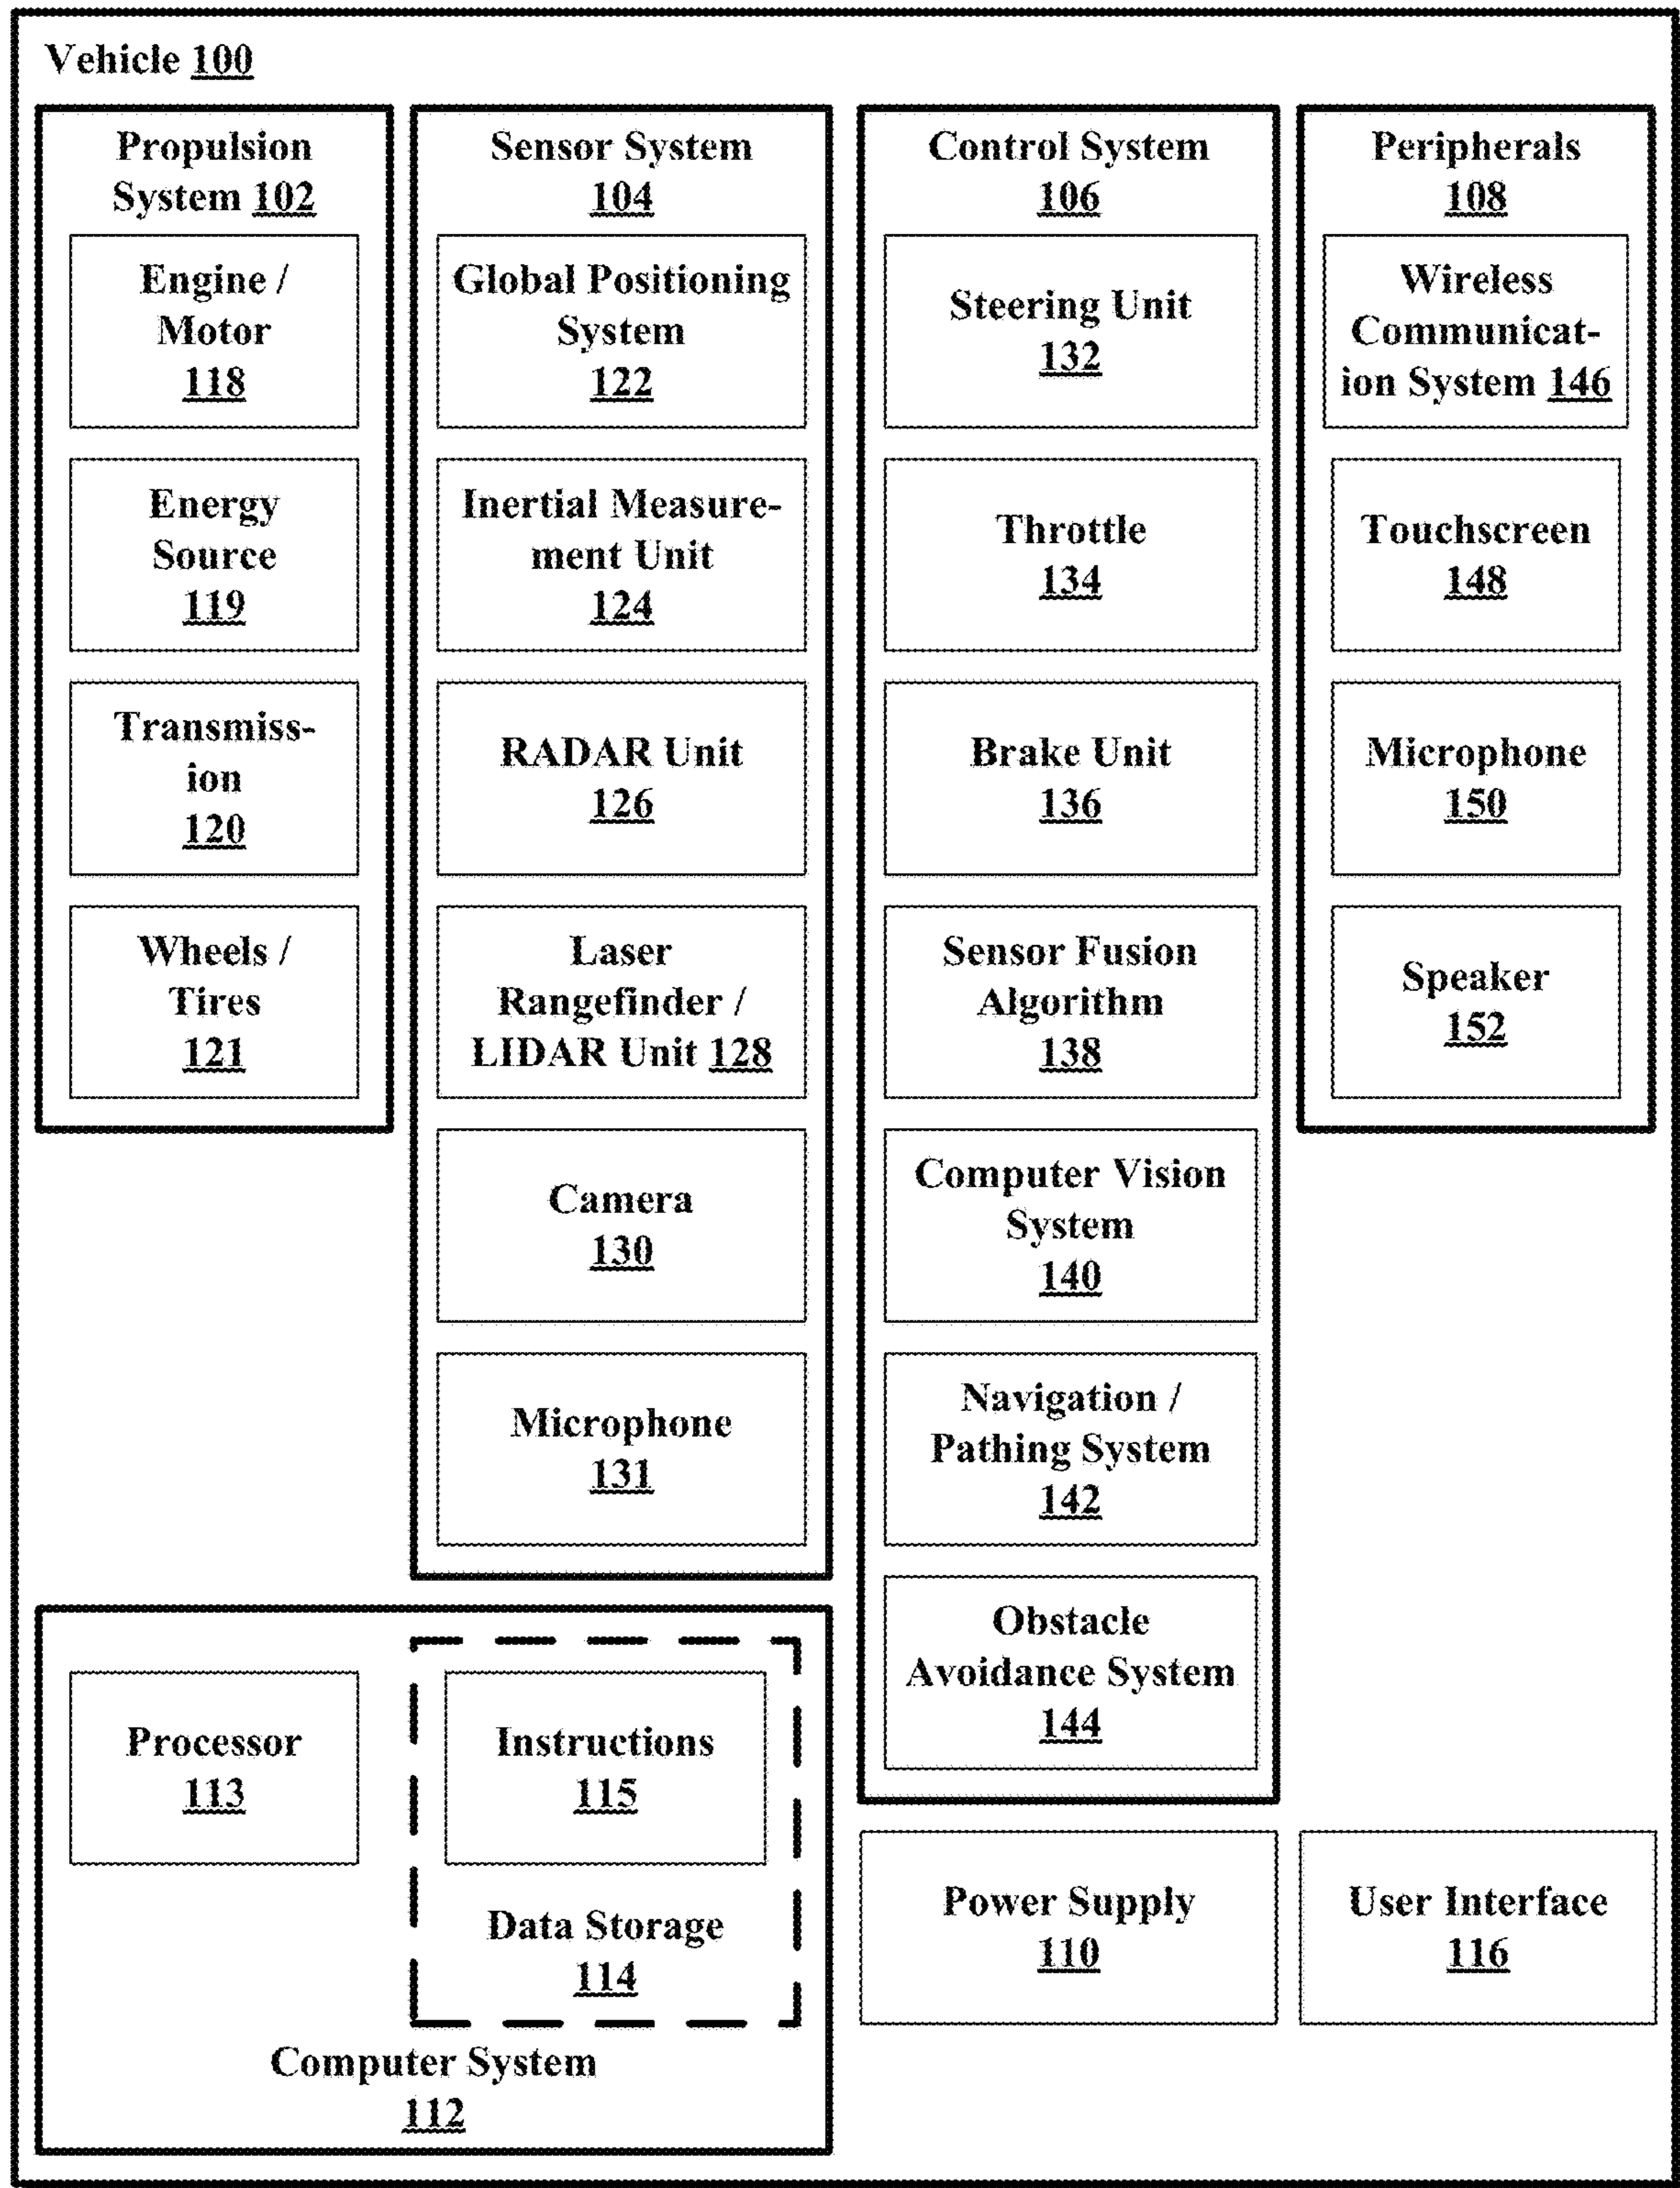 Vehicle 100
Propulsion
System 102
Engine /
Motor
118
Energy
Source
119
Transmiss-
ion
120
Wheels /
Tires
121
Sensor System
104
Global Positioning
System
122
Inertial Measure-
ment Unit
124
RADAR Unit
126
Laser
Rangefinder /
LIDAR Unit 128
Camera
130
Microphone
131
Control System
106
Steering Unit
132
Throttle
134
Brake Unit
136
Sensor Fusion
Algorithm
138
Computer Vision
System
140
Navigation /
Pathing System
142
Obstacle
Avoidance System
144
Peripherals
108
Wireless
Communicat-
ion System 146
Touchscreen
148
Microphone
150
Speaker
152
Processor
113
Instructions
115
Data Storage
114
Computer System
112
Power Supply
110
User Interface
116